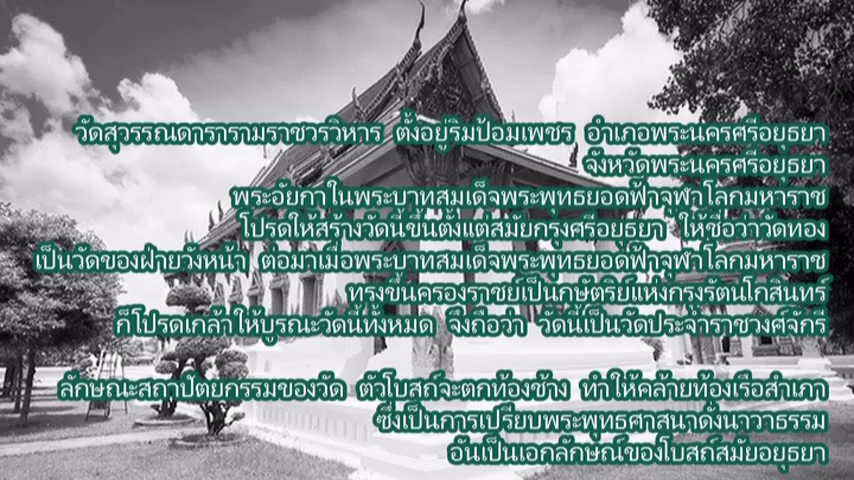 วัดสุวรรณดารารามราชวรวิหาร ตั้งอยู่ริมป้อมเพชร อำเภอพระนครศรีอยุธยา
จังหวัดพระนครศรีอยุธยา
พระอัยกาในพระบาทสมเด็จพระพุทธยอดฟ้าจุฬาโลกมหาราช
โปรดให้สร้างวัดนี้ขึ้นตั้งแต่สมัยกรุงศรีอยุธยา ให้ชื่อว่าวัดทอง
เป็นวัดของฝ่ายวังหน้า ต่อมาเมื่อพระบาทสมเด็จพระพุทธยอดฟ้าจุฬาโลกมหาราช
ทรงขึ้นครองราชย์เป็นกษัตริย์แห่งกรุงรัตนโกสินทร์
ก็โปรดเกล้าให้บูรณะวัดนี้ทั้งหมด จึงถือว่า วัดนี้เป็นวัดประจำราชวงศ์จักรี
ลักษณะสถาปัตยกรรมของวัด ตัวโบสถ์จะตกท้องช้าง ทำให้คล้ายท้องเรือสำเภา
ซึ่งเป็นการเปรียบพระพุทธศาสนาดั่งนาวาธรรม
อันเป็นเอกลักษณ์ของโบสถ์สมัยอยุธยา